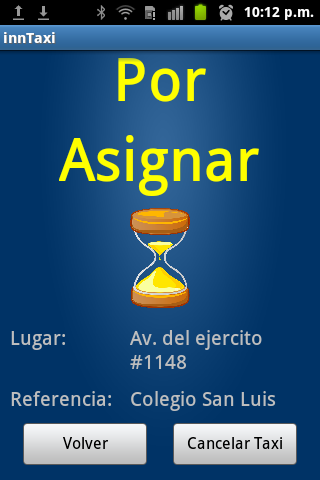 10:12 p.m.
innTaxi
Por
Asignar
Lugar: Av. del ejercito
#1148
Referencia: Colegio San Luis
Volver Cancelar Taxi